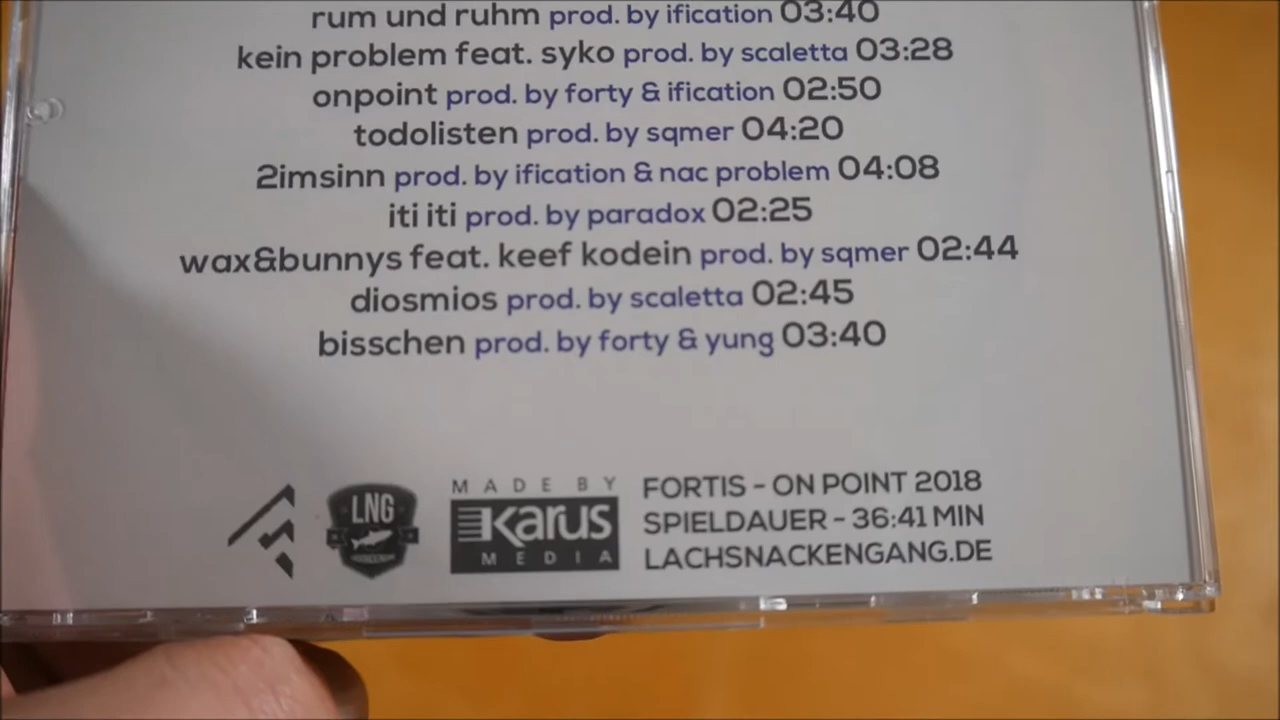 rum und ruhm prod. by ification 03:40
kein problem feat. syko prod. by scaletta 03:28
onpoint prod. by forty & ification 02:50
todolisten prod. by sqmer 04:20
2imsinn prod. by ification & nac problem 04:08
iti iti prod. by paradox 02:25
wax&bunnys feat. keef kodein prod. by sqmer 02:44
diosmios prod. by scaletta 02:45
bisschen prod. by forty & yung 03:40
LNG
MADE BY
Karus
MEDIA
FORTIS - ON POINT 2018
SPIELDAUER - 36:41 MIN
LACHSNACKENGANG.DE